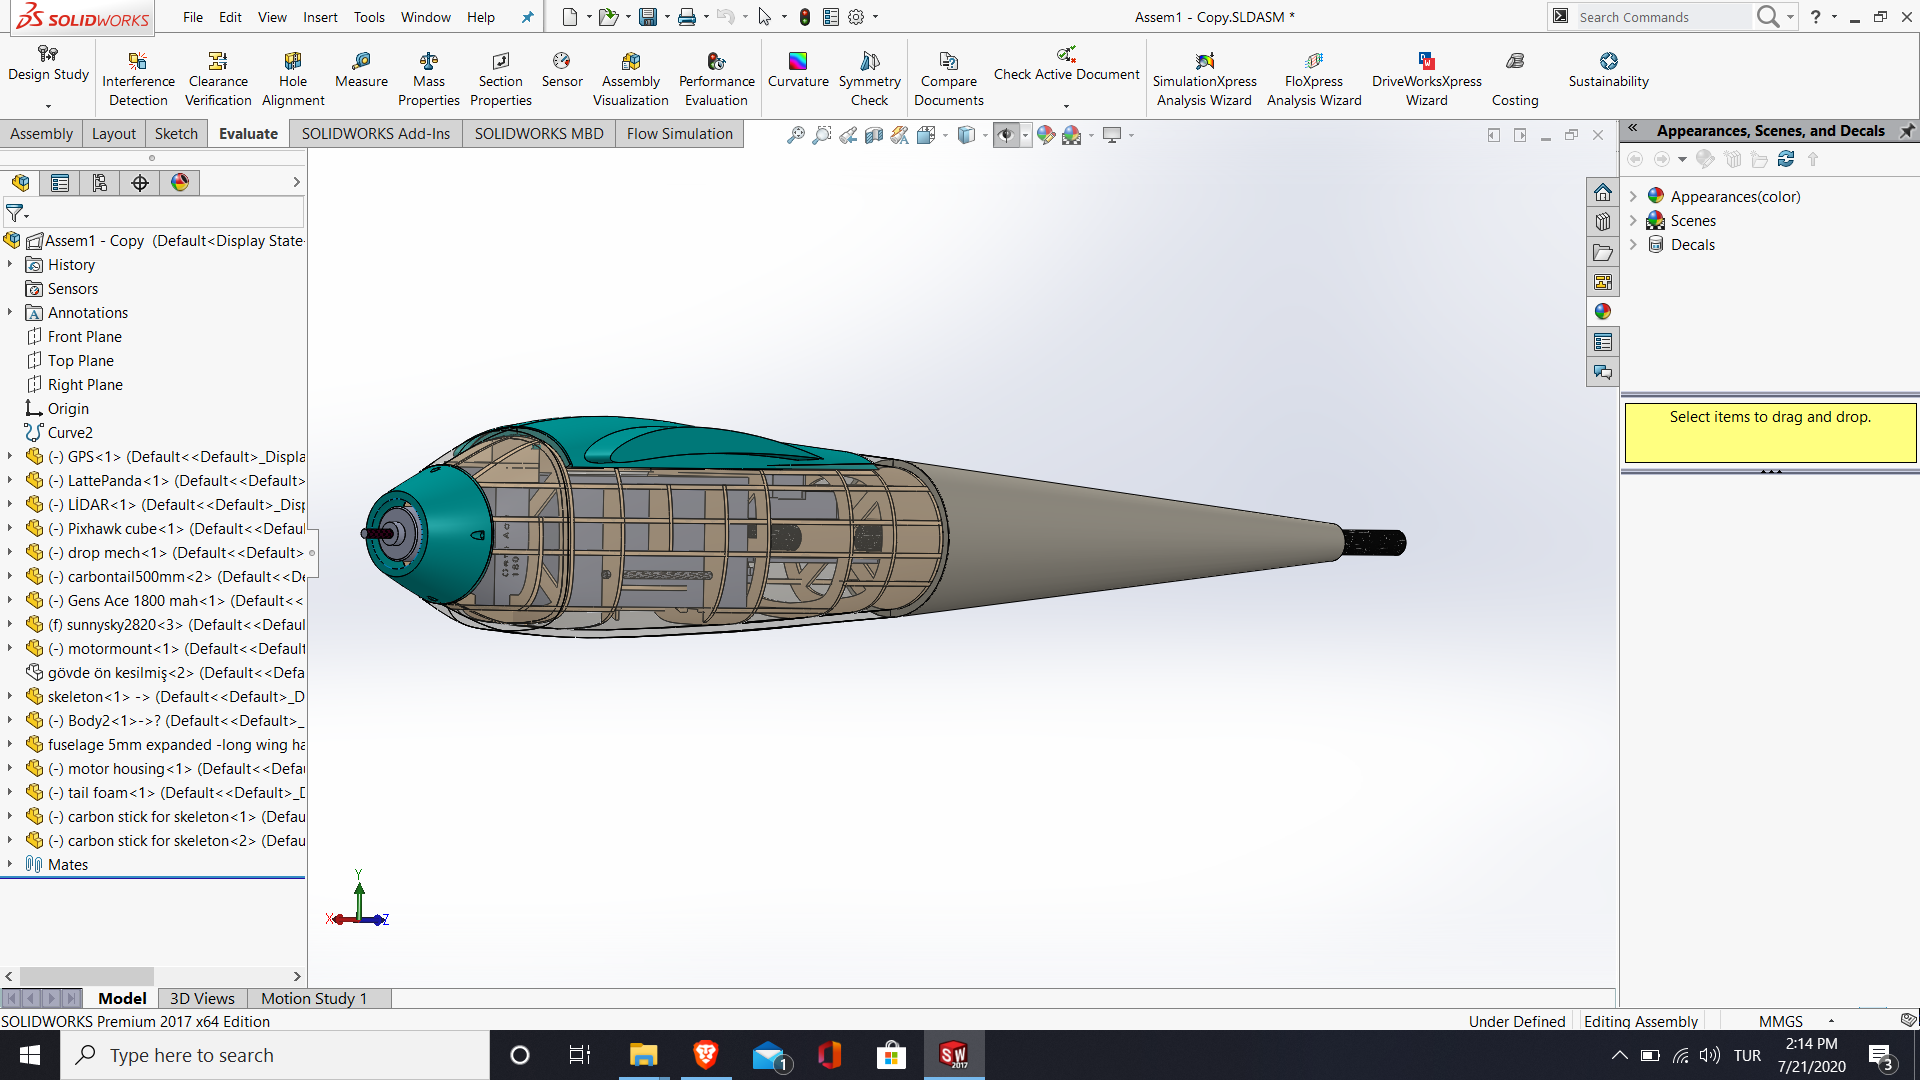 SOLIDWORKS
File Edit View Insert Tools Window Help
Assem1 - Copy.SLDASM *
Search Commands
?
Design Study
Interference Detection
Clearance Verification
Hole Alignment
Measure
Mass Properties
Section Properties
Sensor
Assembly Visualization
Performance Evaluation
Curvature
Symmetry Check
Compare Documents
Check Active Document
SimulationXpress Analysis Wizard
FloXpress Analysis Wizard
DriveWorksXpress Wizard
Costing
Sustainability
Assembly Layout Sketch Evaluate SOLIDWORKS Add-Ins SOLIDWORKS MBD Flow Simulation
Appearances, Scenes, and Decals
Appearances(color)
Scenes
Decals
Select items to drag and drop.
Assem1 - Copy (Default<Display State-
History
Sensors
Annotations
Front Plane
Top Plane
Right Plane
Origin
Curve2
(-) GPS<1> (Default<<Default>_Displa
(-) LattePanda<1> (Default<<Default>
(-) LİDAR<1> (Default<<Default>_Disp
(-) Pixhawk cube<1> (Default<<Defaul
(-) drop mech<1> (Default<<Default>
(-) carbontail500mm<2> (Default<<De
(-) Gens Ace 1800 mah<1> (Default<<
(f) sunnysky2820<3> (Default<<Defaul
(-) motormount<1> (Default<<Default
gövde ön kesilmiş<2> (Default<<Defa
skeleton<1> -> (Default<<Default>_D
(-) Body2<1>->? (Default<<Default>_
fuselage 5mm expanded -long wing ha
(-) motor housing<1> (Default<<Defau
(-) tail foam<1> (Default<<Default>_D
(-) carbon stick for skeleton<1> (Defau
(-) carbon stick for skeleton<2> (Defau
Mates
Y
X Z
Model 3D Views Motion Study 1
SOLIDWORKS Premium 2017 x64 Edition
Under Defined Editing Assembly MMGS
Type here to search
1
SW 2017
TUR
2:14 PM
7/21/2020
3